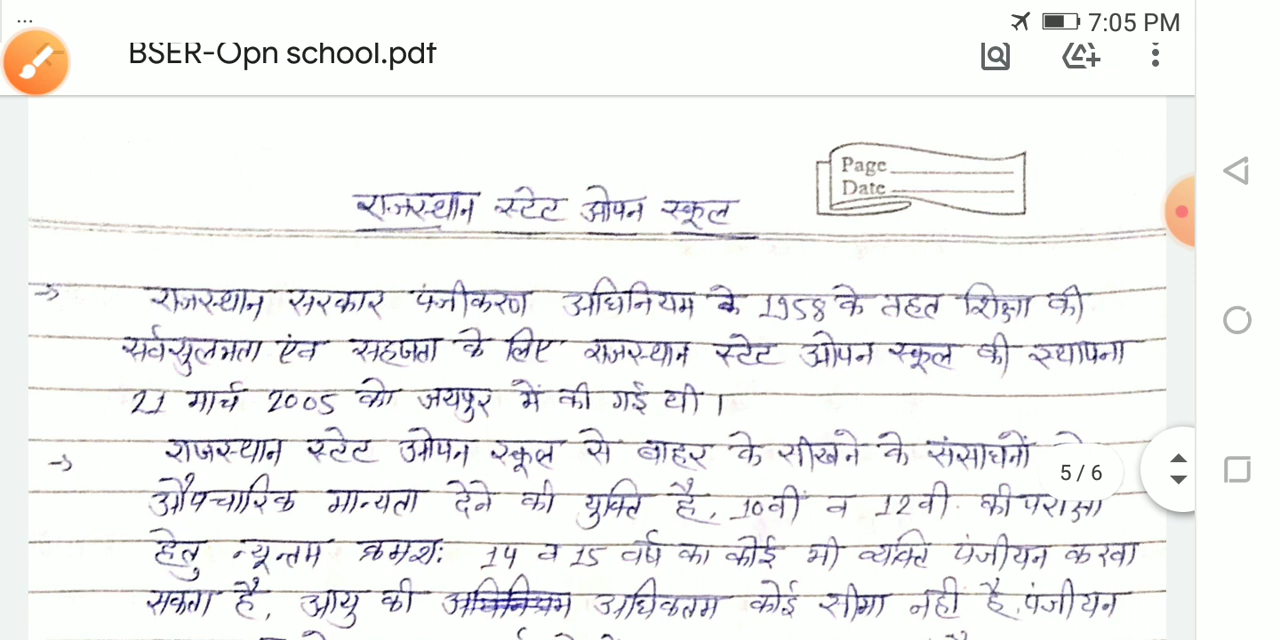 ...
7:05 PM
BSER-Opn school.pdf
Page
Date
राजस्थान स्टेट ओपन स्कूल
→ राजस्थान सरकार पंजीकरण अधिनियम के 1958 के तहत शिक्षा की
सर्वसुलभता एंव सहजता के लिए राजस्थान स्टेट ओपन स्कूल की स्थापना
21 मार्च 2005 को जयपुर में की गई थी।
→ राजस्थान स्टेट ओपन स्कूल से बाहर के सीखने के संसाधनों
5 / 6
औपचारिक मान्यता देने की युक्ति है, 10वीं व 12वी. की परीक्षा
हेतु न्यूनतम क्रमशः 14 व 15 वर्ष का कोई भी व्यक्ति पंजीयन करवा
सकता है, आयु की अधिकतम कोई सीमा नही है. पंजीयन